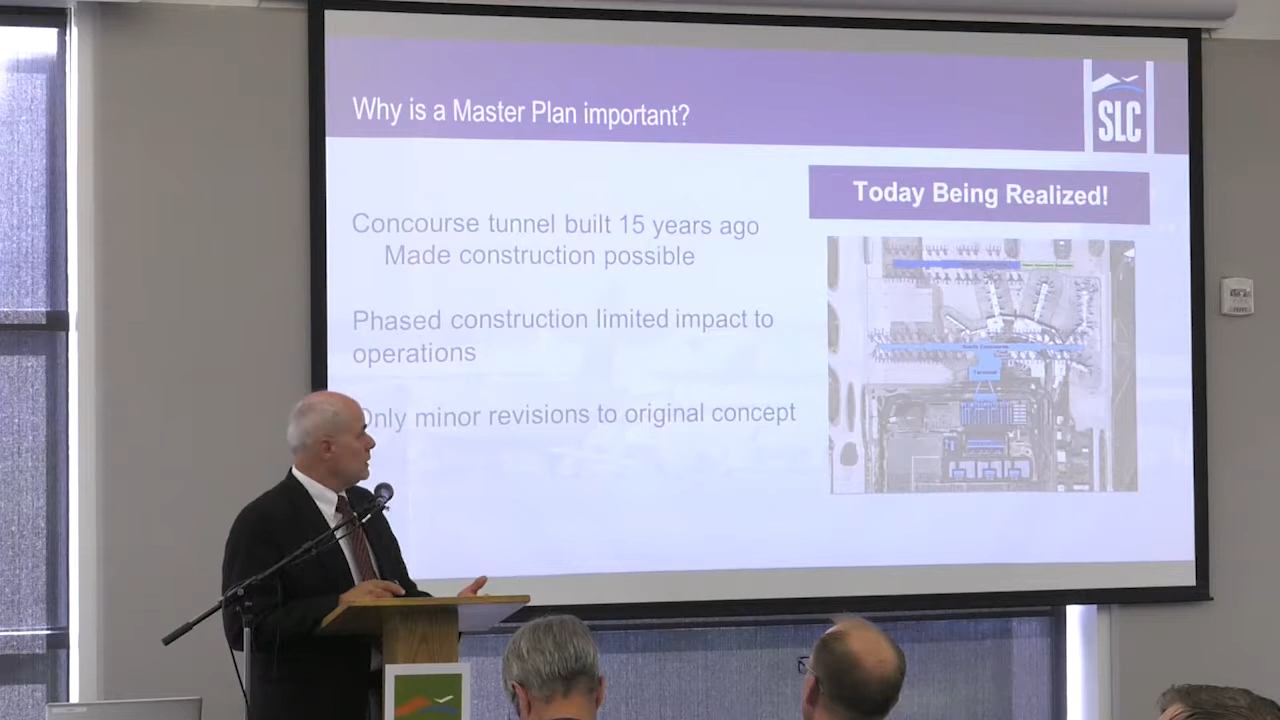 Why is a Master Plan important?
SLC
Today Being Realized!
Concourse tunnel built 15 years ago
Made construction possible
Phased construction limited impact to
operations
Only minor revisions to original concept
Terminal